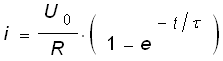 i = U₀/R · ( 1 − e^(−t/τ)